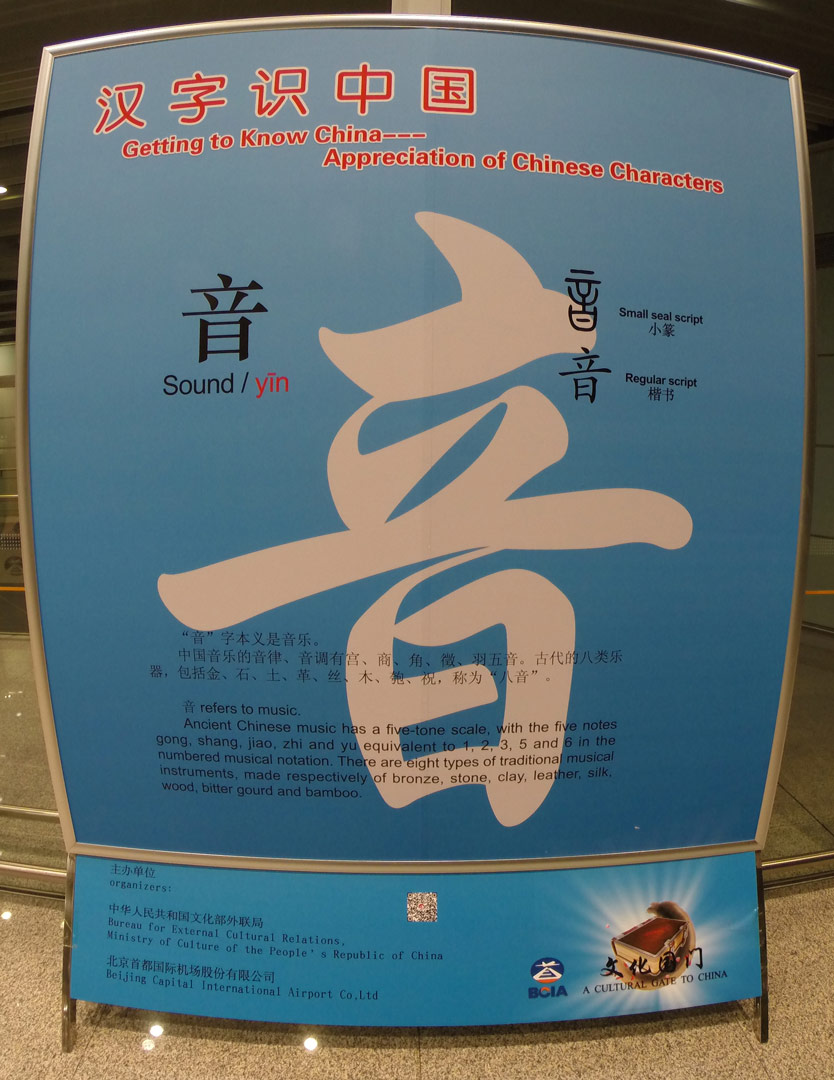 汉字识中国
Getting to Know China---
Appreciation of Chinese Characters
音
Sound / yīn
音
Small seal script
小篆
音
Regular script
楷书
音
“音”字本义是音乐。
中国音乐的音律、音调有宫、商、角、徵、羽五音。古代的八类乐
器，包括金、石、土、革、丝、木、匏、祝，称为“八音”。
音 refers to music.
Ancient Chinese music has a five-tone scale, with the five notes
gong, shang, jiao, zhi and yu equivalent to 1, 2, 3, 5 and 6 in the
numbered musical notation. There are eight types of traditional musical
instruments, made respectively of bronze, stone, clay, leather, silk,
wood, bitter gourd and bamboo.
主办单位
organizers:
中华人民共和国文化部外联局
Bureau for External Cultural Relations,
Ministry of Culture of the People's Republic of China
北京首都国际机场股份有限公司
Beijing Capital International Airport Co,Ltd
BCIA
文化国门
A CULTURAL GATE TO CHINA